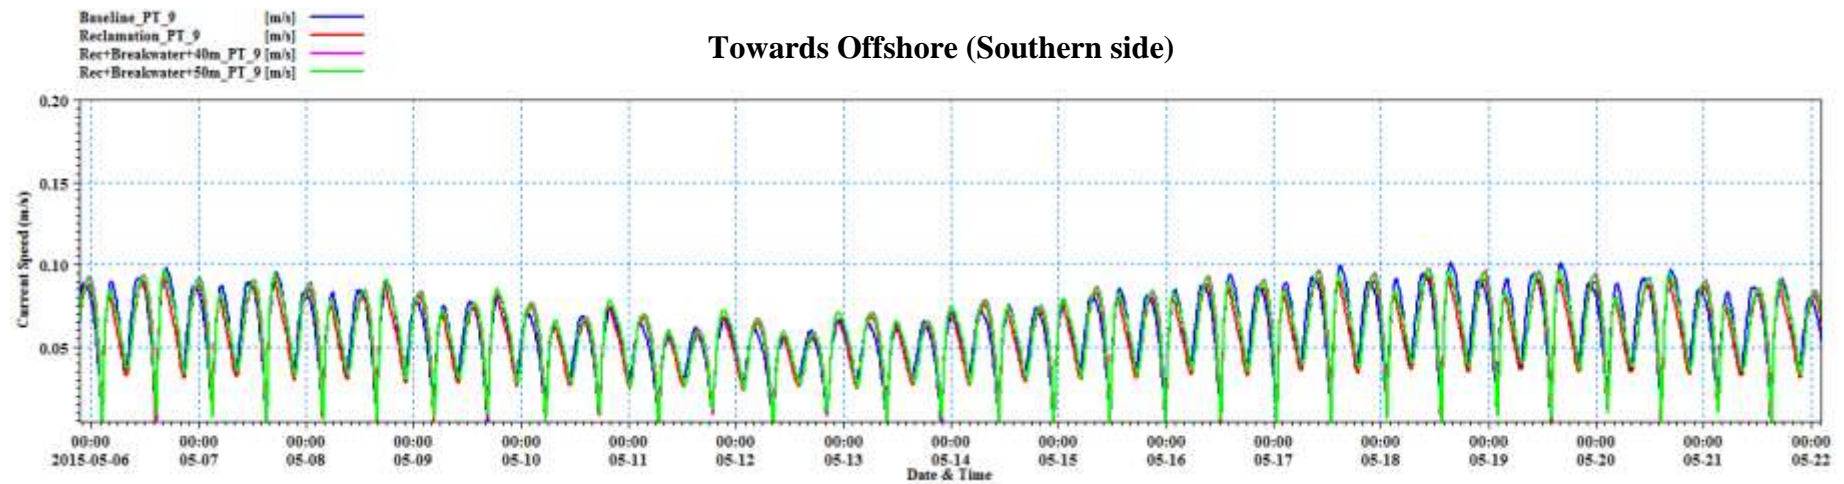 Baseline_PT_9 [m/s]
Reclamation_PT_9 [m/s]
Rec+Breakwater+40m_PT_9 [m/s]
Rec+Breakwater+50m_PT_9 [m/s]
Towards Offshore (Southern side)
0.20
0.15
0.10
0.05
Current Speed (m/s)
00:00 00:00 00:00 00:00 00:00 00:00 00:00 00:00 00:00 00:00 00:00 00:00 00:00 00:00 00:00 00:00 00:00
2015-05-06 05-07 05-08 05-09 05-10 05-11 05-12 05-13 05-14 05-15 05-16 05-17 05-18 05-19 05-20 05-21 05-22
Date & Time